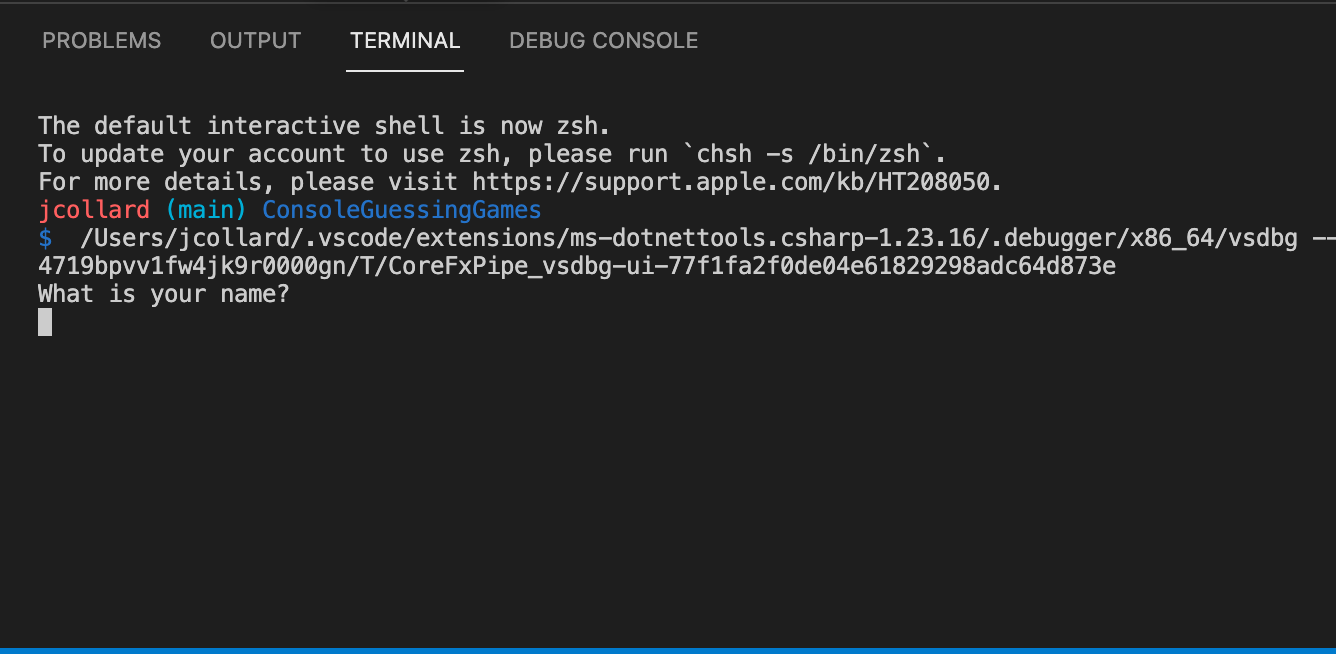 PROBLEMS OUTPUT TERMINAL DEBUG CONSOLE
The default interactive shell is now zsh.
To update your account to use zsh, please run `chsh -s /bin/zsh`.
For more details, please visit https://support.apple.com/kb/HT208050.
jcollard (main) ConsoleGuessingGames
$  /Users/jcollard/.vscode/extensions/ms-dotnettools.csharp-1.23.16/.debugger/x86_64/vsdbg --
4719bpvv1fw4jk9r0000gn/T/CoreFxPipe_vsdbg-ui-77f1fa2f0de04e61829298adc64d873e
What is your name?